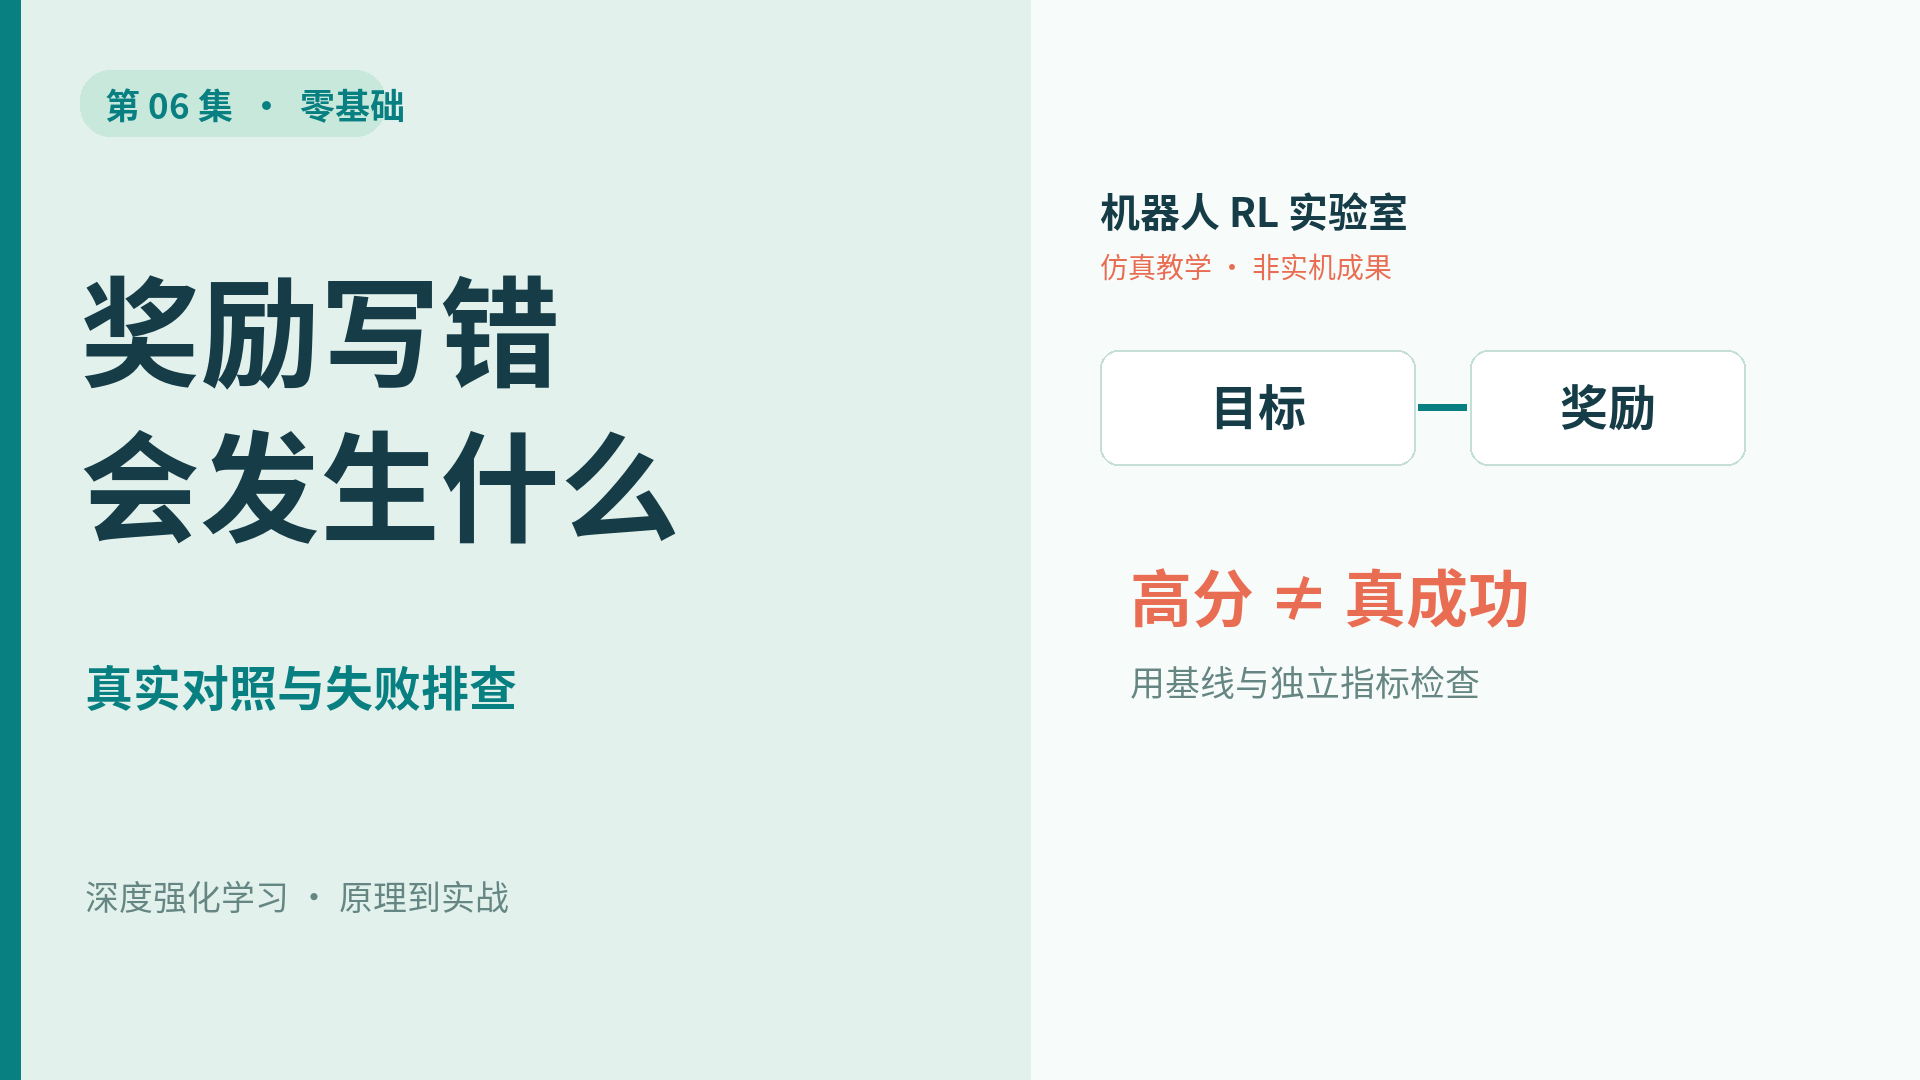 第 06 集 · 零基础
奖励写错
会发生什么
真实对照与失败排查
深度强化学习 · 原理到实战
机器人 RL 实验室
仿真教学 · 非实机成果
目标
奖励
高分 ≠ 真成功
用基线与独立指标检查